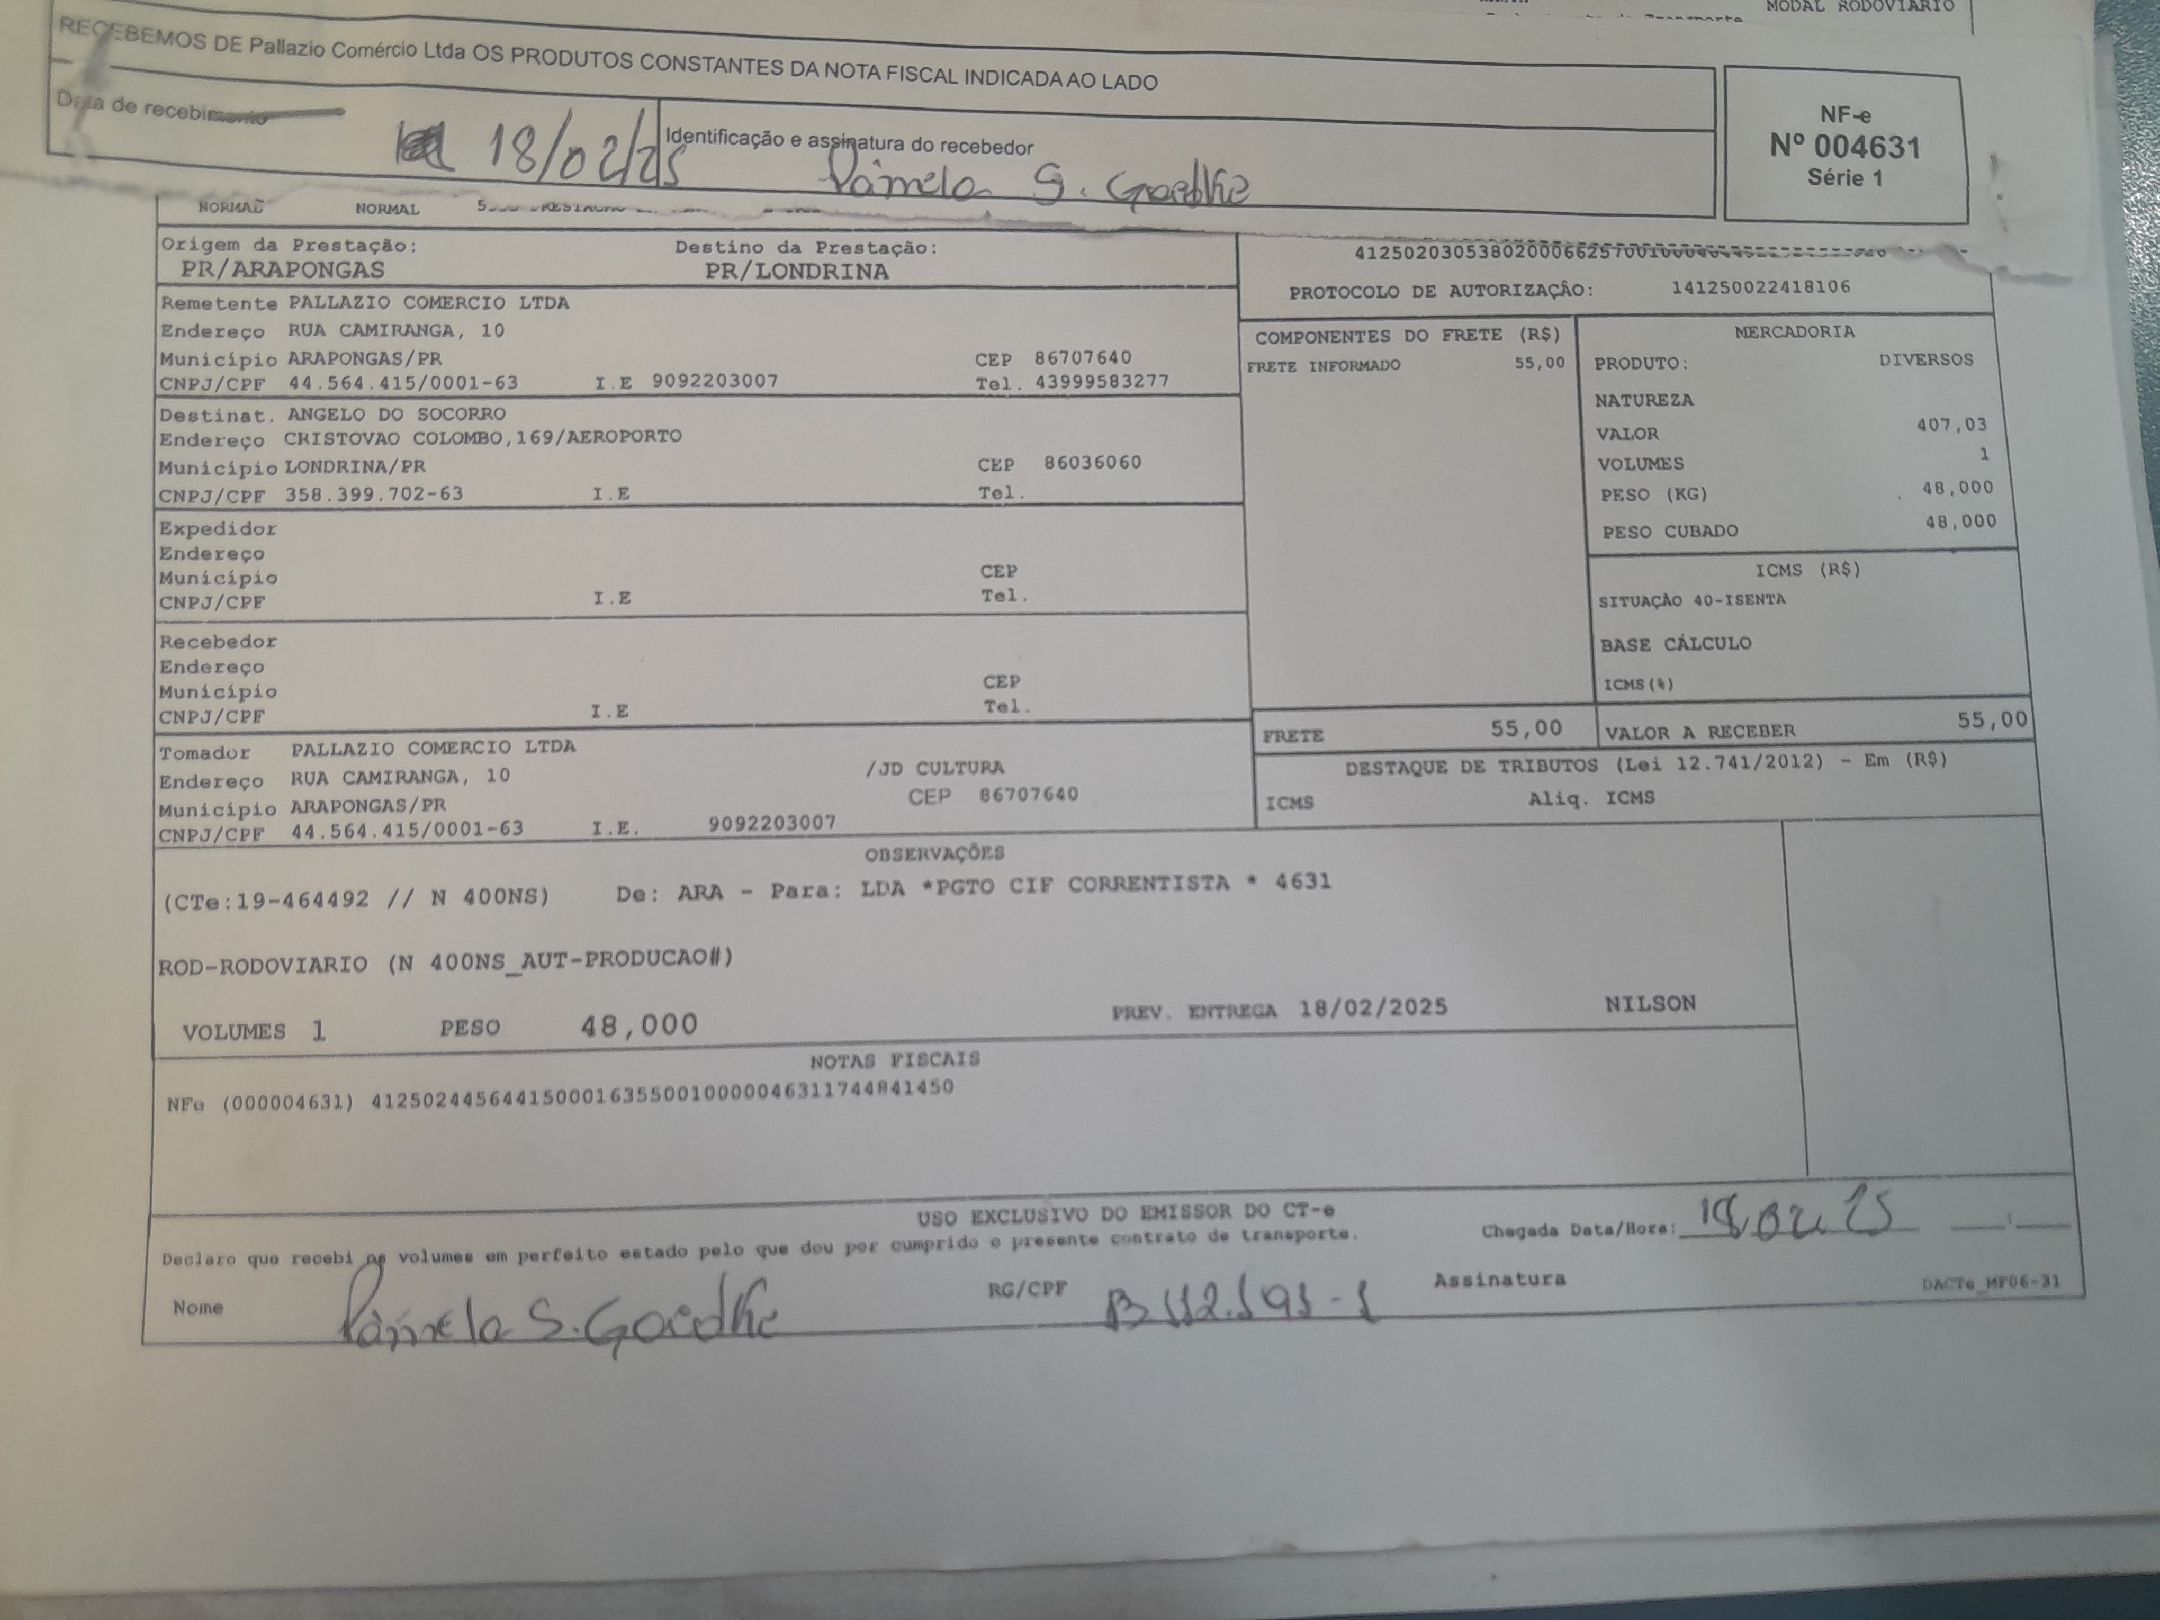 MODAL RODOVIÁRIO
RECEBEMOS DE Pallazio Comércio Ltda OS PRODUTOS CONSTANTES DA NOTA FISCAL INDICADA AO LADO
Data de recebimento
18/02/25
Identificação e assinatura do recebedor
Pâmela S. Goedke
NF-e
Nº 004631
Série 1
NORMAL NORMAL
Origem da Prestação: Destino da Prestação:
PR/ARAPONGAS PR/LONDRINA
PROTOCOLO DE AUTORIZAÇÃO: 141250022418106
Remetente PALLAZIO COMERCIO LTDA
Endereço RUA CAMIRANGA, 10
Município ARAPONGAS/PR CEP 86707640
CNPJ/CPF 44.564.415/0001-63 I.E 9092203007 Tel. 43999583277
Destinat. ANGELO DO SOCORRO
Endereço CRISTOVAO COLOMBO,169/AEROPORTO
Município LONDRINA/PR CEP 86036060
CNPJ/CPF 358.399.702-63 I.E Tel.
Expedidor
Endereço
Município CEP
CNPJ/CPF I.E Tel.
Recebedor
Endereço
Município CEP
CNPJ/CPF I.E Tel.
Tomador PALLAZIO COMERCIO LTDA
Endereço RUA CAMIRANGA, 10 /JD CULTURA
Município ARAPONGAS/PR CEP 86707640
CNPJ/CPF 44.564.415/0001-63 I.E. 9092203007
COMPONENTES DO FRETE (R$)
FRETE INFORMADO 55,00
MERCADORIA
PRODUTO: DIVERSOS
NATUREZA
VALOR 407,03
VOLUMES 1
PESO (KG) 48,000
PESO CUBADO 48,000
ICMS (R$)
SITUAÇÃO 40-ISENTA
BASE CÁLCULO
ICMS(%)
FRETE 55,00 VALOR A RECEBER 55,00
DESTAQUE DE TRIBUTOS (Lei 12.741/2012) - Em (R$)
ICMS Aliq. ICMS
OBSERVAÇÕES
(CTe:19-464492 // N 400NS) De: ARA - Para: LDA *PGTO CIF CORRENTISTA * 4631
ROD-RODOVIARIO (N 400NS_AUT-PRODUCAO#)
VOLUMES 1 PESO 48,000 PREV. ENTREGA 18/02/2025 NILSON
NOTAS FISCAIS
NFe (000004631) 41250244564415000163550010000046311744841450
USO EXCLUSIVO DO EMISSOR DO CT-e
Declaro que recebi os volumes em perfeito estado pelo que dou por cumprido o presente contrato de transporte.
Chegada Data/Hora: 18 02 25
Nome Pâmela S. Goedke RG/CPF Assinatura DACTe_MF06-31